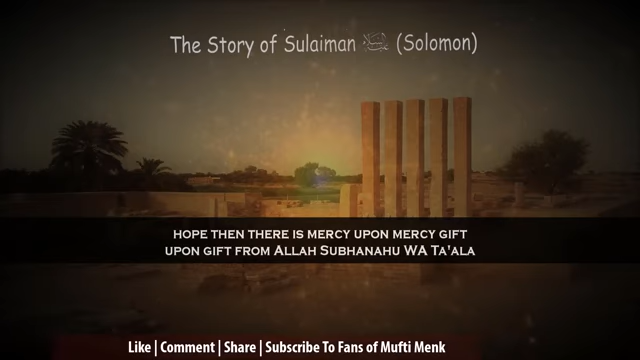 The Story of Sulaiman (Solomon)
HOPE THEN THERE IS MERCY UPON MERCY GIFT
UPON GIFT FROM ALLAH SUBHANAHU WA TA'ALA
Like | Comment | Share | Subscribe To Fans of Mufti Menk